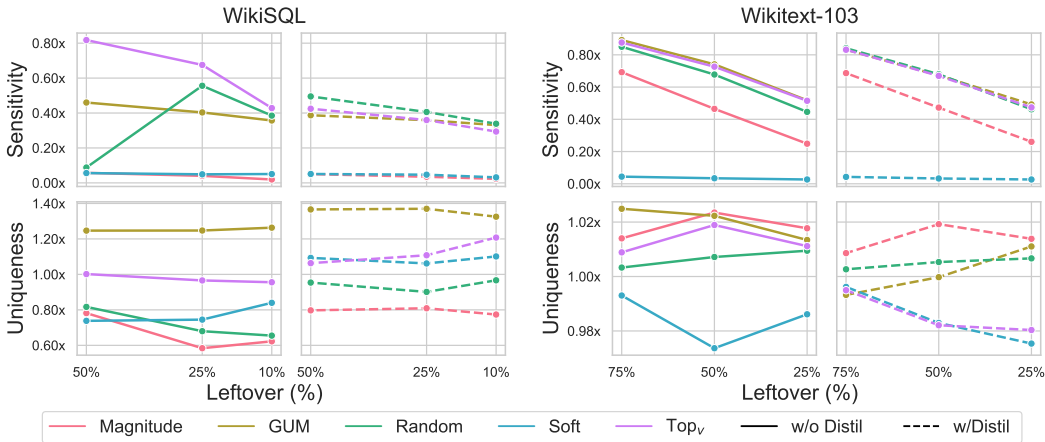 WikiSQL
Wikitext-103
Sensitivity
0.80x
0.60x
0.40x
0.20x
0.00x
Sensitivity
0.80x
0.60x
0.40x
0.20x
0.00x
Uniqueness
1.40x
1.20x
1.00x
0.80x
0.60x
Uniqueness
1.02x
1.00x
0.98x
50% 25% 10% 50% 25% 10%
75% 50% 25% 75% 50% 25%
Leftover (%)
Leftover (%)
Magnitude GUM Random Soft Topv w/o Distil w/Distil